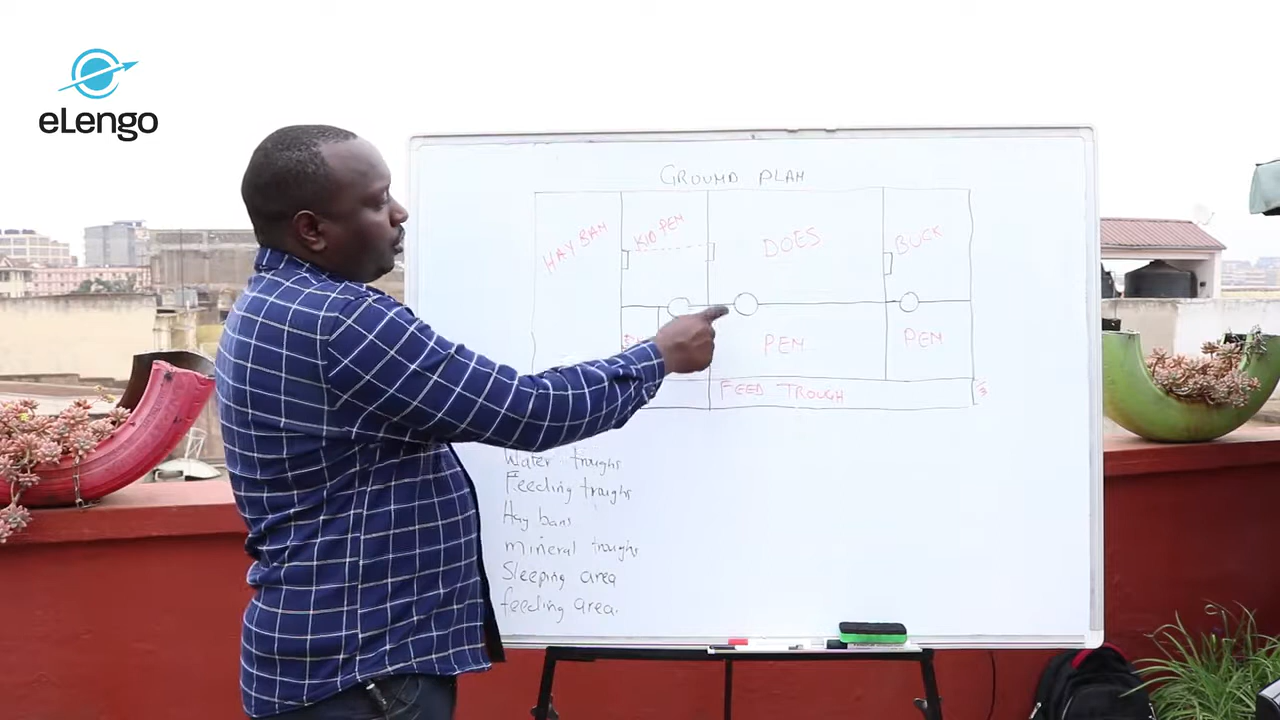 eLengo
GROUND PLAN
HAY BAN
KID PEN
DOES
BUCK
PEN
PEN
FEED TROUGH
Water troughs
Feeding troughs
Hay bans
mineral troughs
Sleeping area
feeding area.